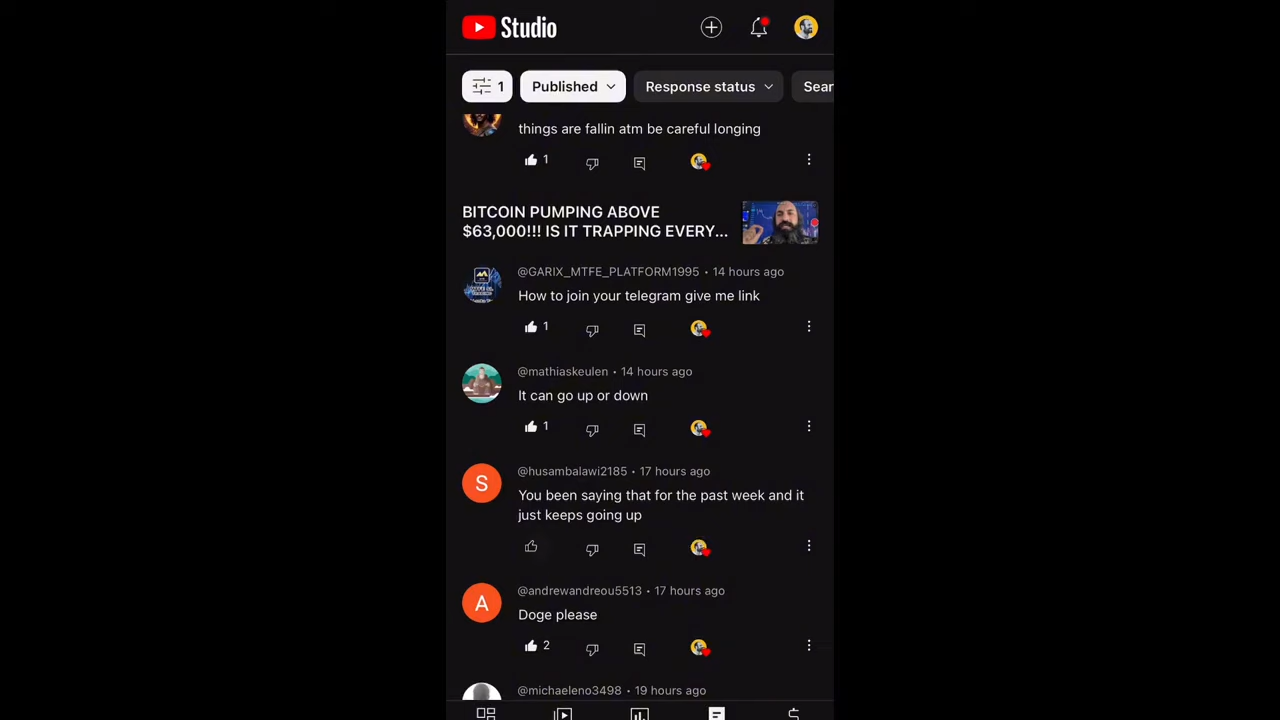 Studio
1
Published
Response status
Sear
things are fallin atm be careful longing
1
BITCOIN PUMPING ABOVE
$63,000!!! IS IT TRAPPING EVERY...
@GARIX_MTFE_PLATFORM1995 • 14 hours ago
How to join your telegram give me link
1
@mathiaskeulen • 14 hours ago
It can go up or down
1
S
@husambalawi2185 • 17 hours ago
You been saying that for the past week and it
just keeps going up
A
@andrewandreou5513 • 17 hours ago
Doge please
2
@michaeleno3498 • 19 hours ago